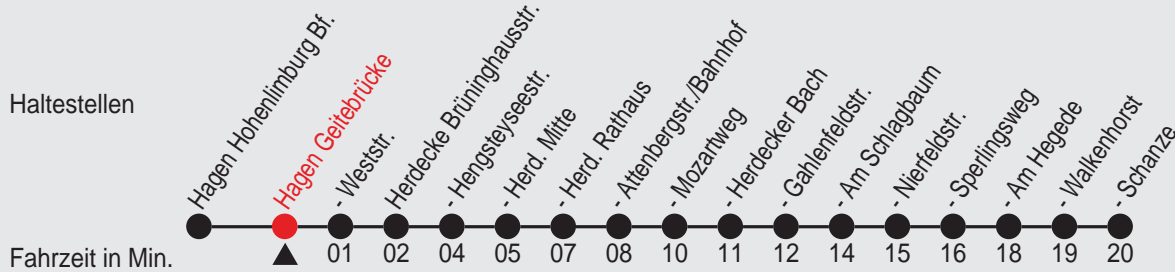 Haltestellen
Hagen Hohenlimburg Bf.
Hagen Geitebrücke
- Weststr.
Herdecke Brüninghausstr.
- Hengsteyseestr.
- Herd. Mitte
- Herd. Rathaus
- Attenbergstr./Bahnhof
- Mozartweg
- Herdecker Bach
- Gahlenfeldstr.
- Am Schlagbaum
- Nierfeldstr.
- Sperlingsweg
- Am Hegede
- Walkenhorst
- Schanze
Fahrzeit in Min. 01 02 04 05 07 08 10 11 12 14 15 16 18 19 20